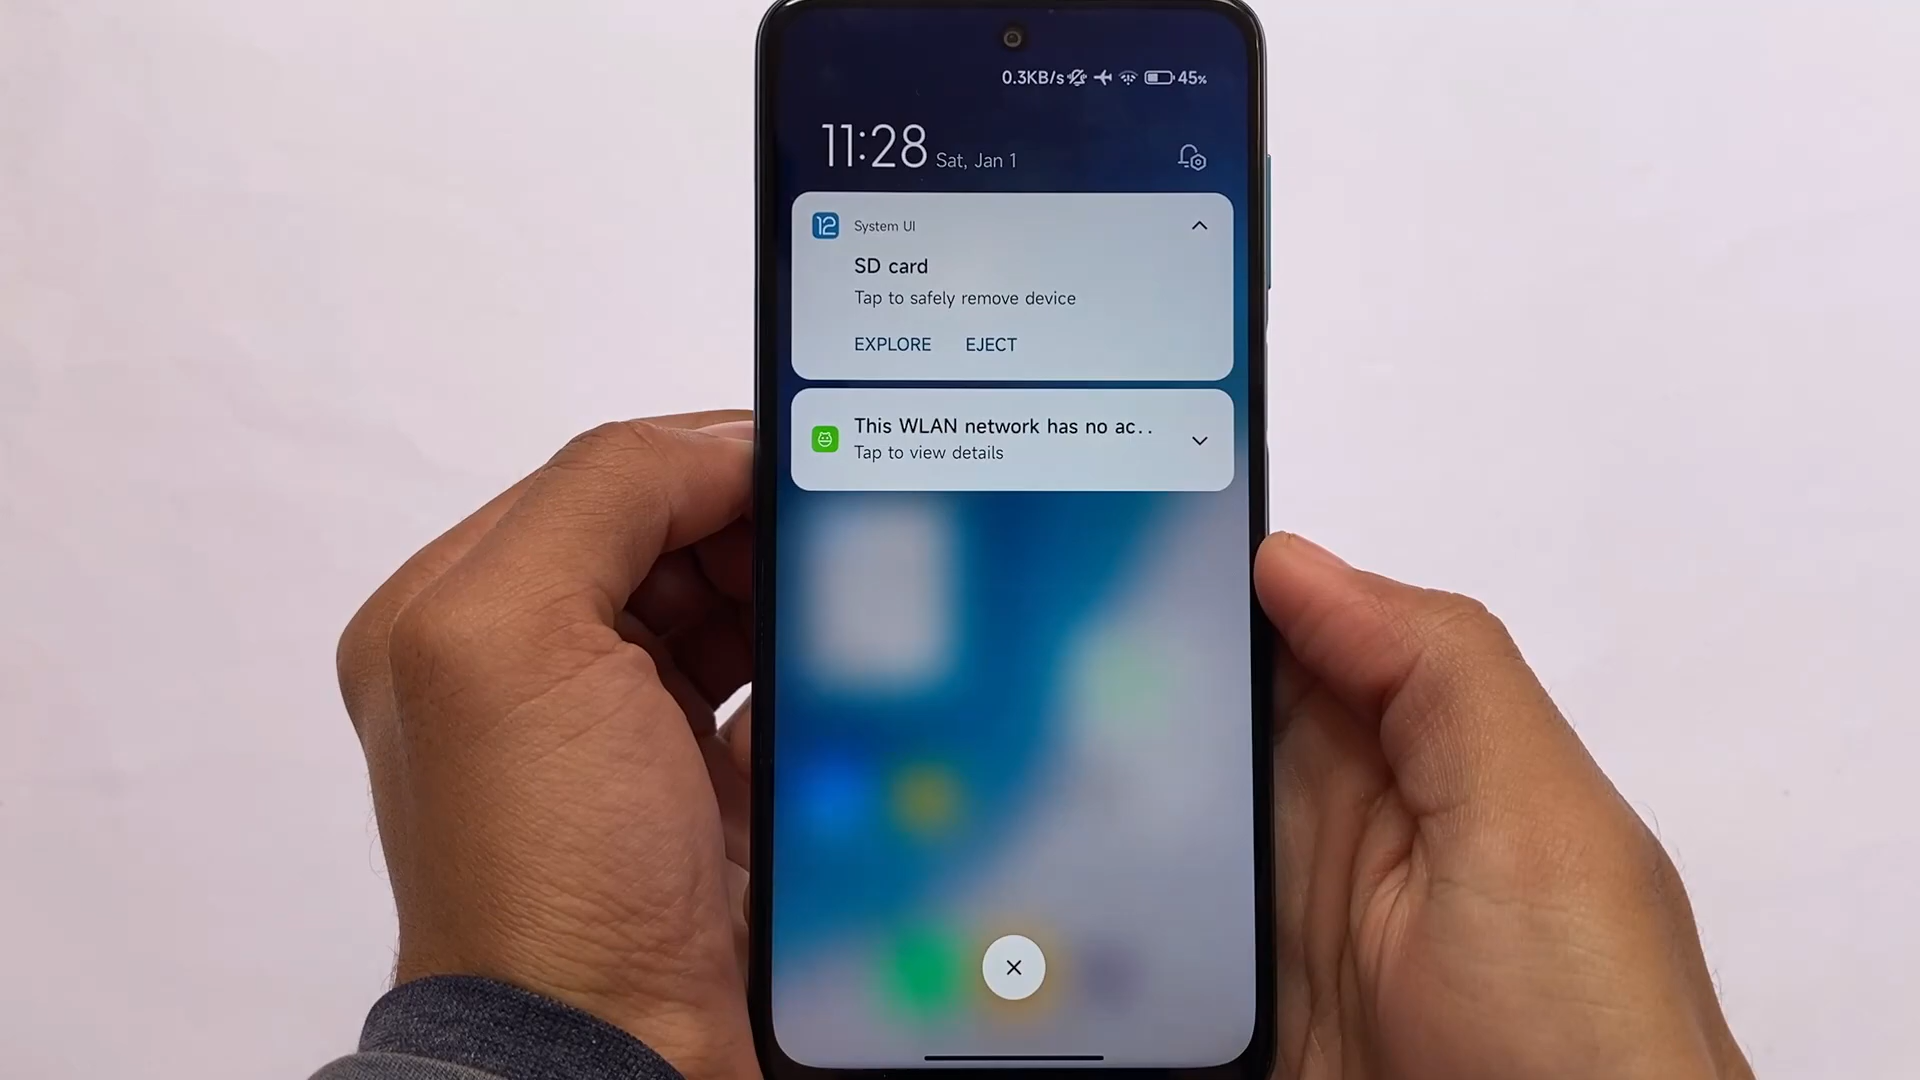 0.3KB/s 45%
11:28 Sat, Jan 1
12 System UI
SD card
Tap to safely remove device
EXPLORE EJECT
This WLAN network has no ac..
Tap to view details